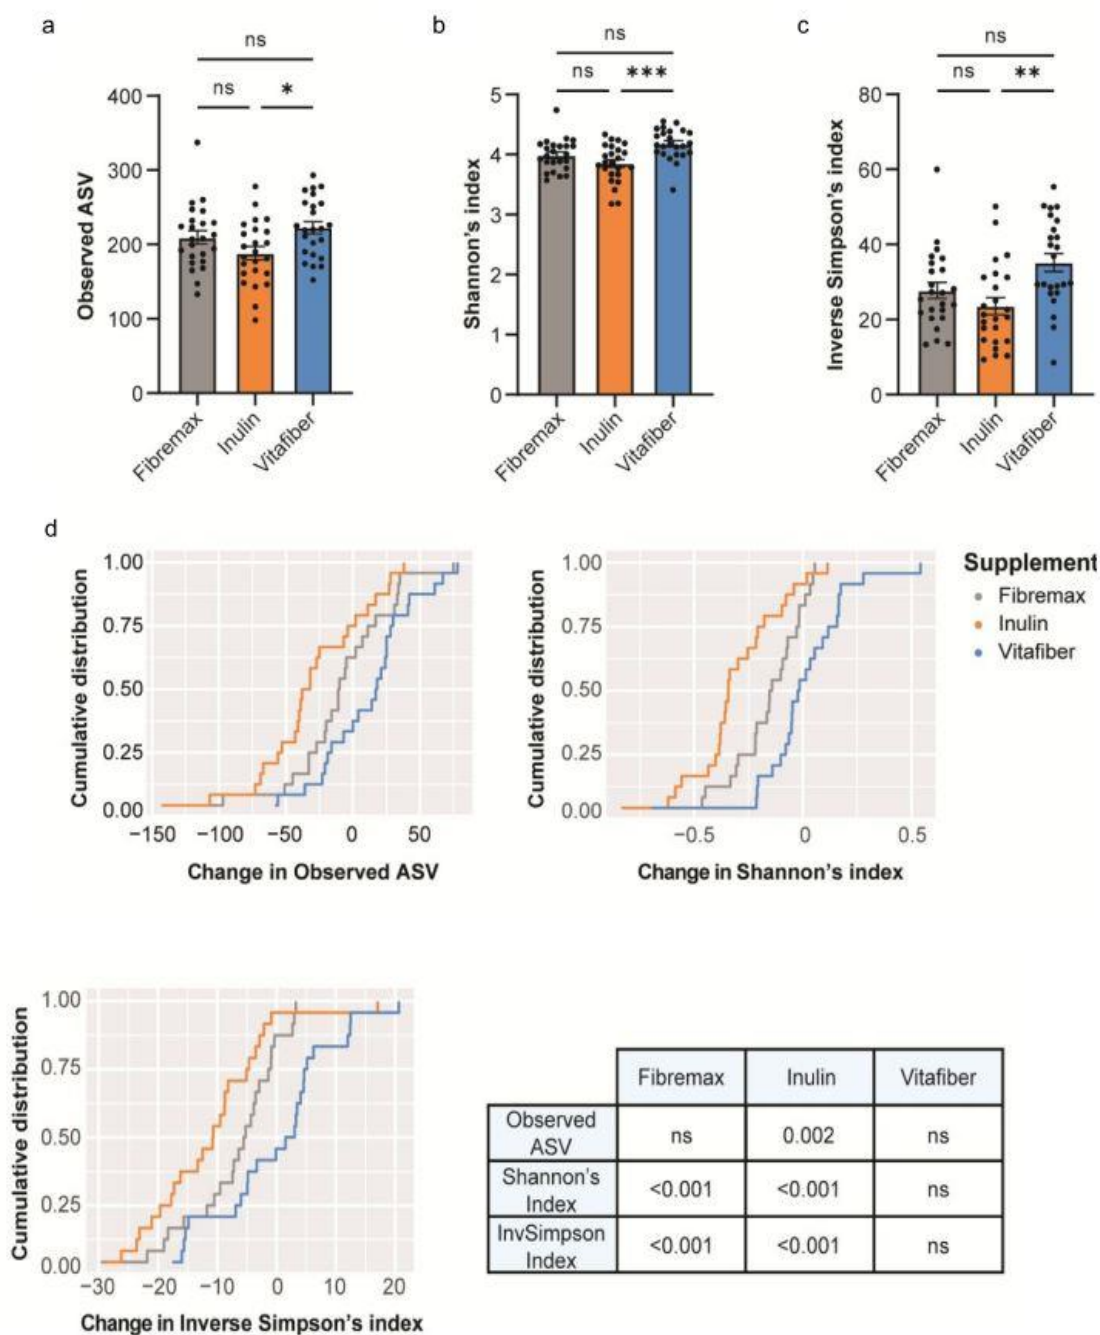 a
ns
ns
*
400
300
200
100
0
Observed ASV
Fibremax
Inulin
Vitafiber
b
ns
ns
***
5
4
3
2
1
0
Shannon's index
Fibremax
Inulin
Vitafiber
c
ns
ns
**
80
60
40
20
0
Inverse Simpson's index
Fibremax
Inulin
Vitafiber
d
1.00
0.75
0.50
0.25
0.00
Cumulative distribution
−150 −100 −50 0 50
Change in Observed ASV
1.00
0.75
0.50
0.25
0.00
Cumulative distribution
−0.5 0 0.5
Change in Shannon's index
Supplement
Fibremax
Inulin
Vitafiber
1.00
0.75
0.50
0.25
0.00
Cumulative distribution
−30 −20 −10 0 10 20
Change in Inverse Simpson's index
Fibremax Inulin Vitafiber
Observed
ASV
ns 0.002 ns
Shannon's
Index
<0.001 <0.001 ns
InvSimpson
Index
<0.001 <0.001 ns